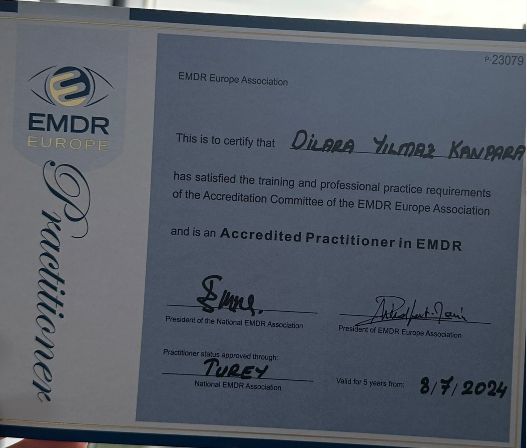 P-23079
EMDR
EUROPE
Practitioner
EMDR Europe Association
This is to certify that DİLARA YILMAZ KANPARA
has satisfied the training and professional practice requirements
of the Accreditation Committee of the EMDR Europe Association
and is an Accredited Practitioner in EMDR
President of the National EMDR Association
President of EMDR Europe Association
Practitioner status approved through:
TUREY
National EMDR Association
Valid for 5 years from: 8/7/2024